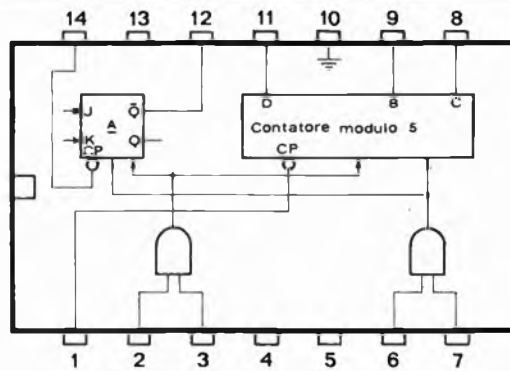 14 13 12 11 10 9 8
D B C
J Q̄
A
Contatore modulo 5
K Q
CP CP
1 2 3 4 5 6 7